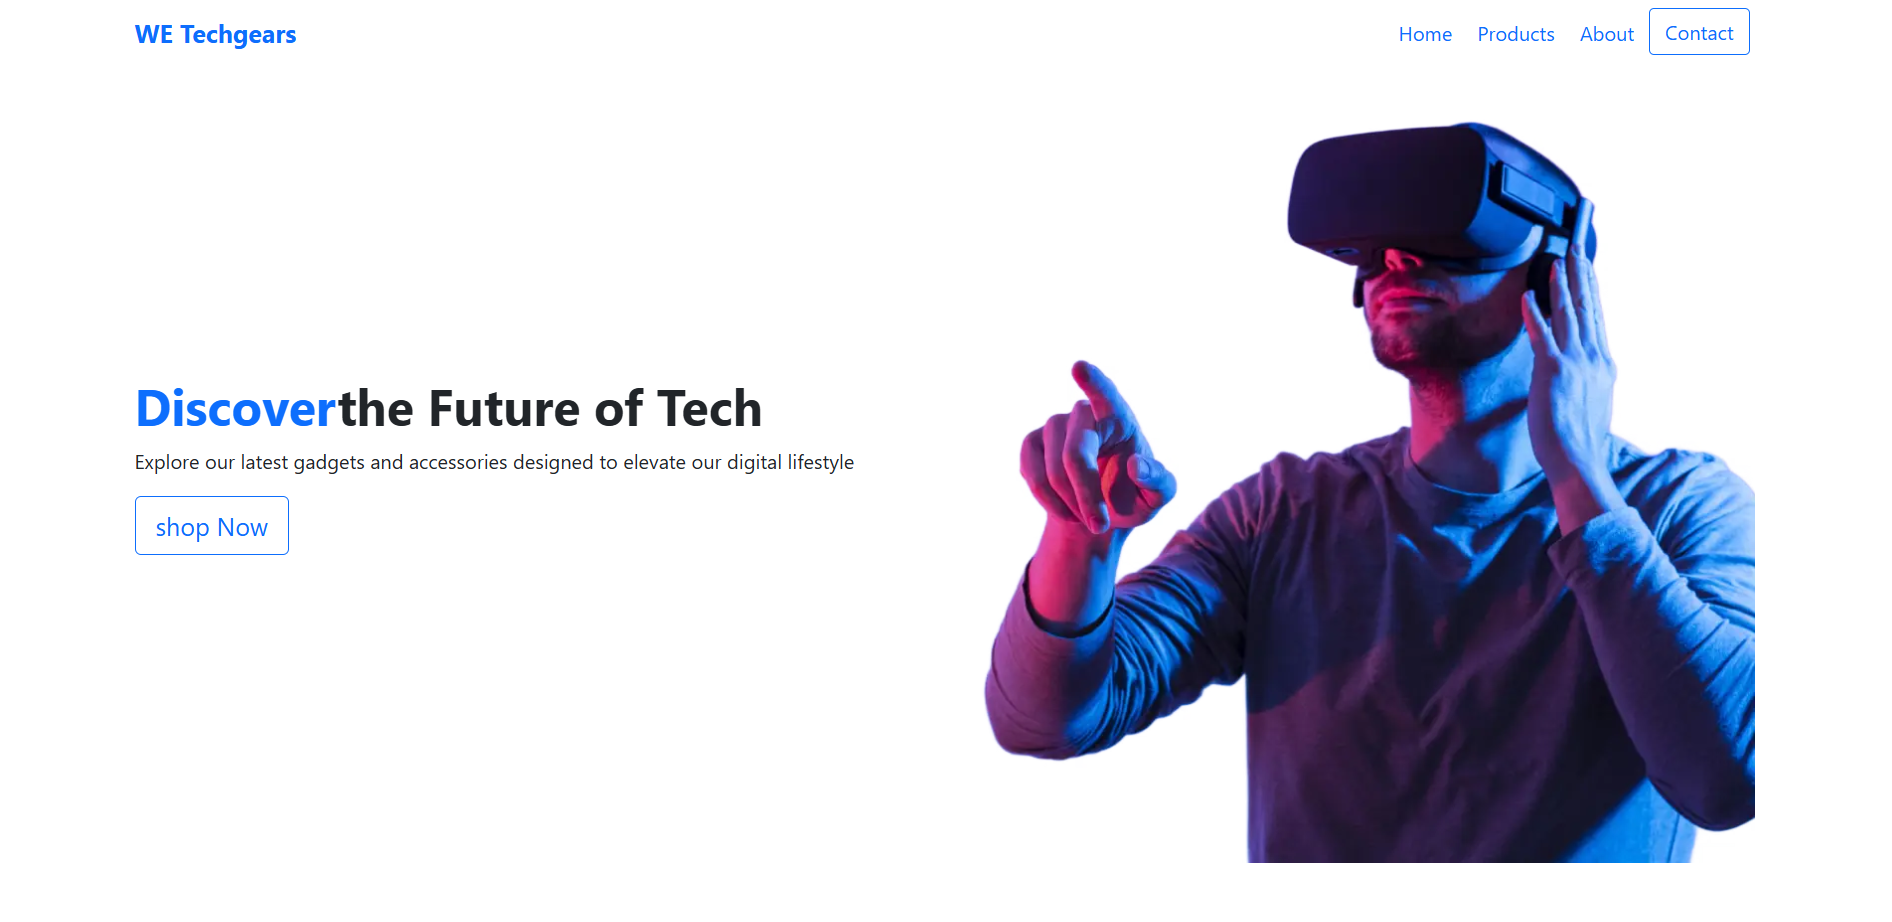 WE Techgears
Home Products About Contact
Discoverthe Future of Tech
Explore our latest gadgets and accessories designed to elevate our digital lifestyle
shop Now